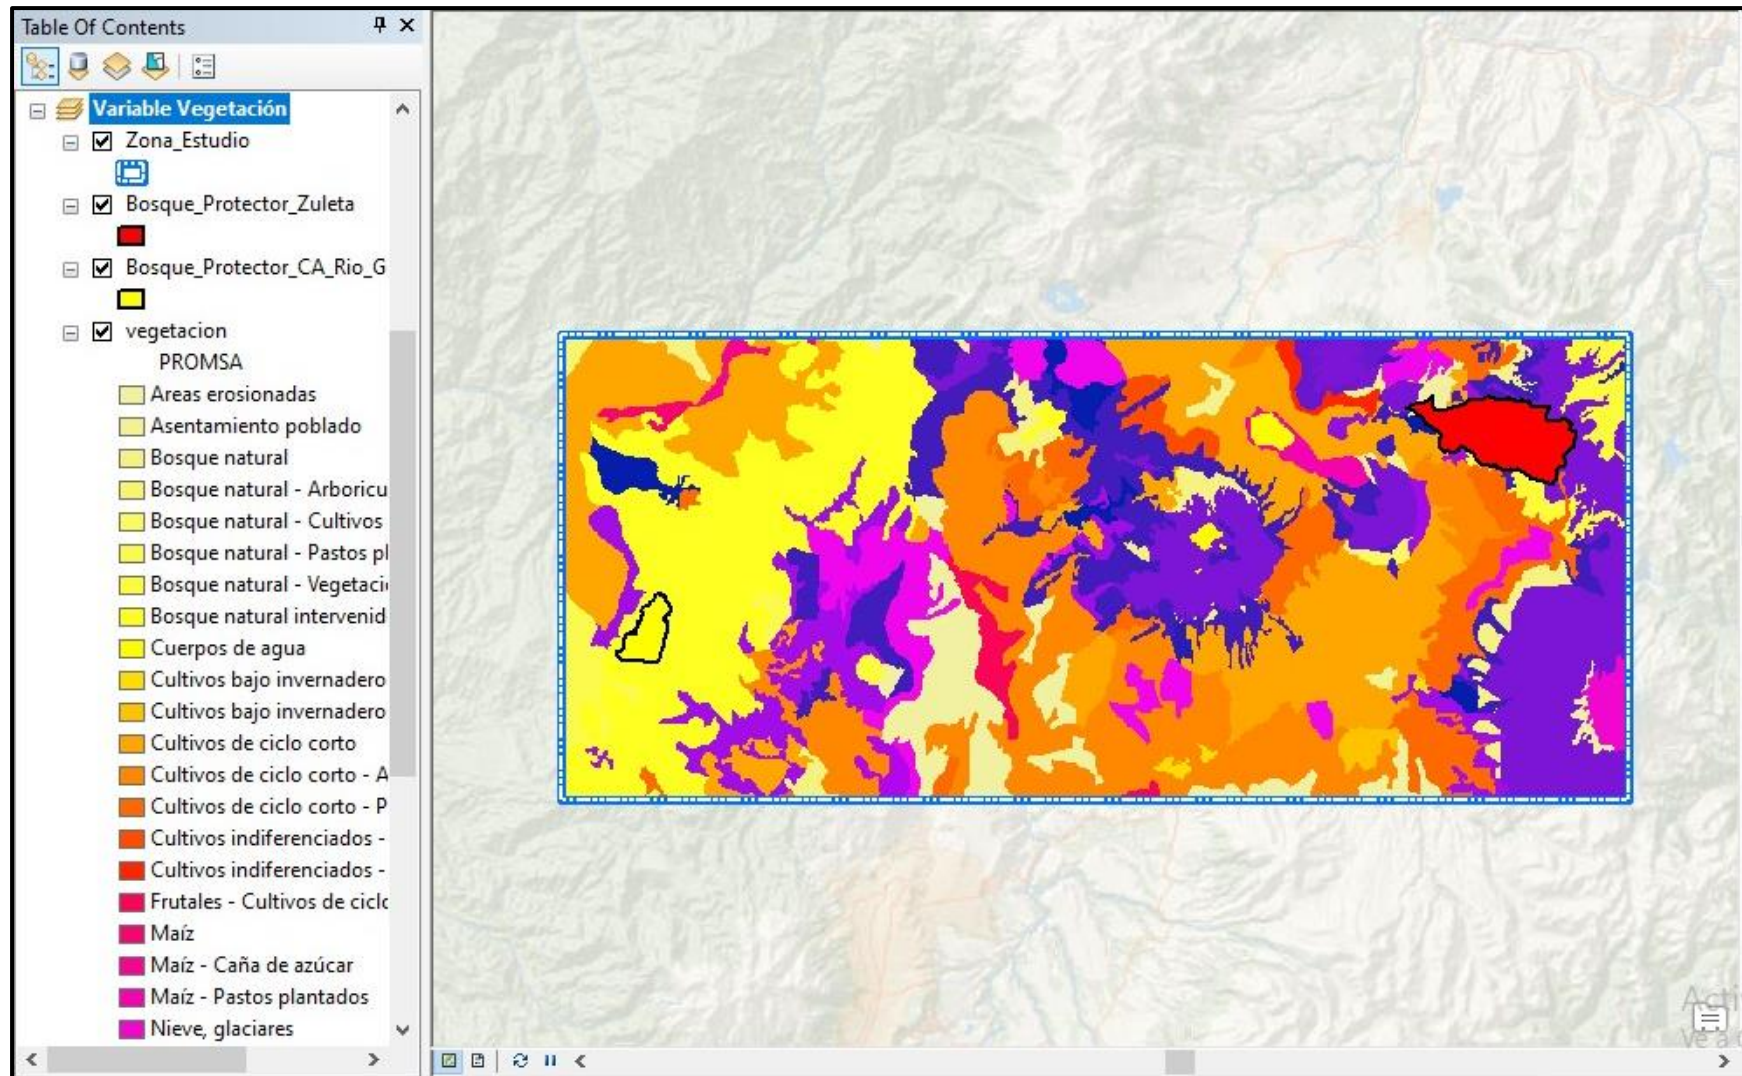 Table Of Contents
Variable Vegetación
Zona_Estudio
Bosque_Protector_Zuleta
Bosque_Protector_CA_Rio_G
vegetacion
PROMSA
Areas erosionadas
Asentamiento poblado
Bosque natural
Bosque natural - Arboricu
Bosque natural - Cultivos
Bosque natural - Pastos pl
Bosque natural - Vegetaci
Bosque natural intervenid
Cuerpos de agua
Cultivos bajo invernadero
Cultivos bajo invernadero
Cultivos de ciclo corto
Cultivos de ciclo corto - A
Cultivos de ciclo corto - P
Cultivos indiferenciados -
Cultivos indiferenciados -
Frutales - Cultivos de ciclo
Maíz
Maíz - Caña de azúcar
Maíz - Pastos plantados
Nieve, glaciares
Acti
Ve a C